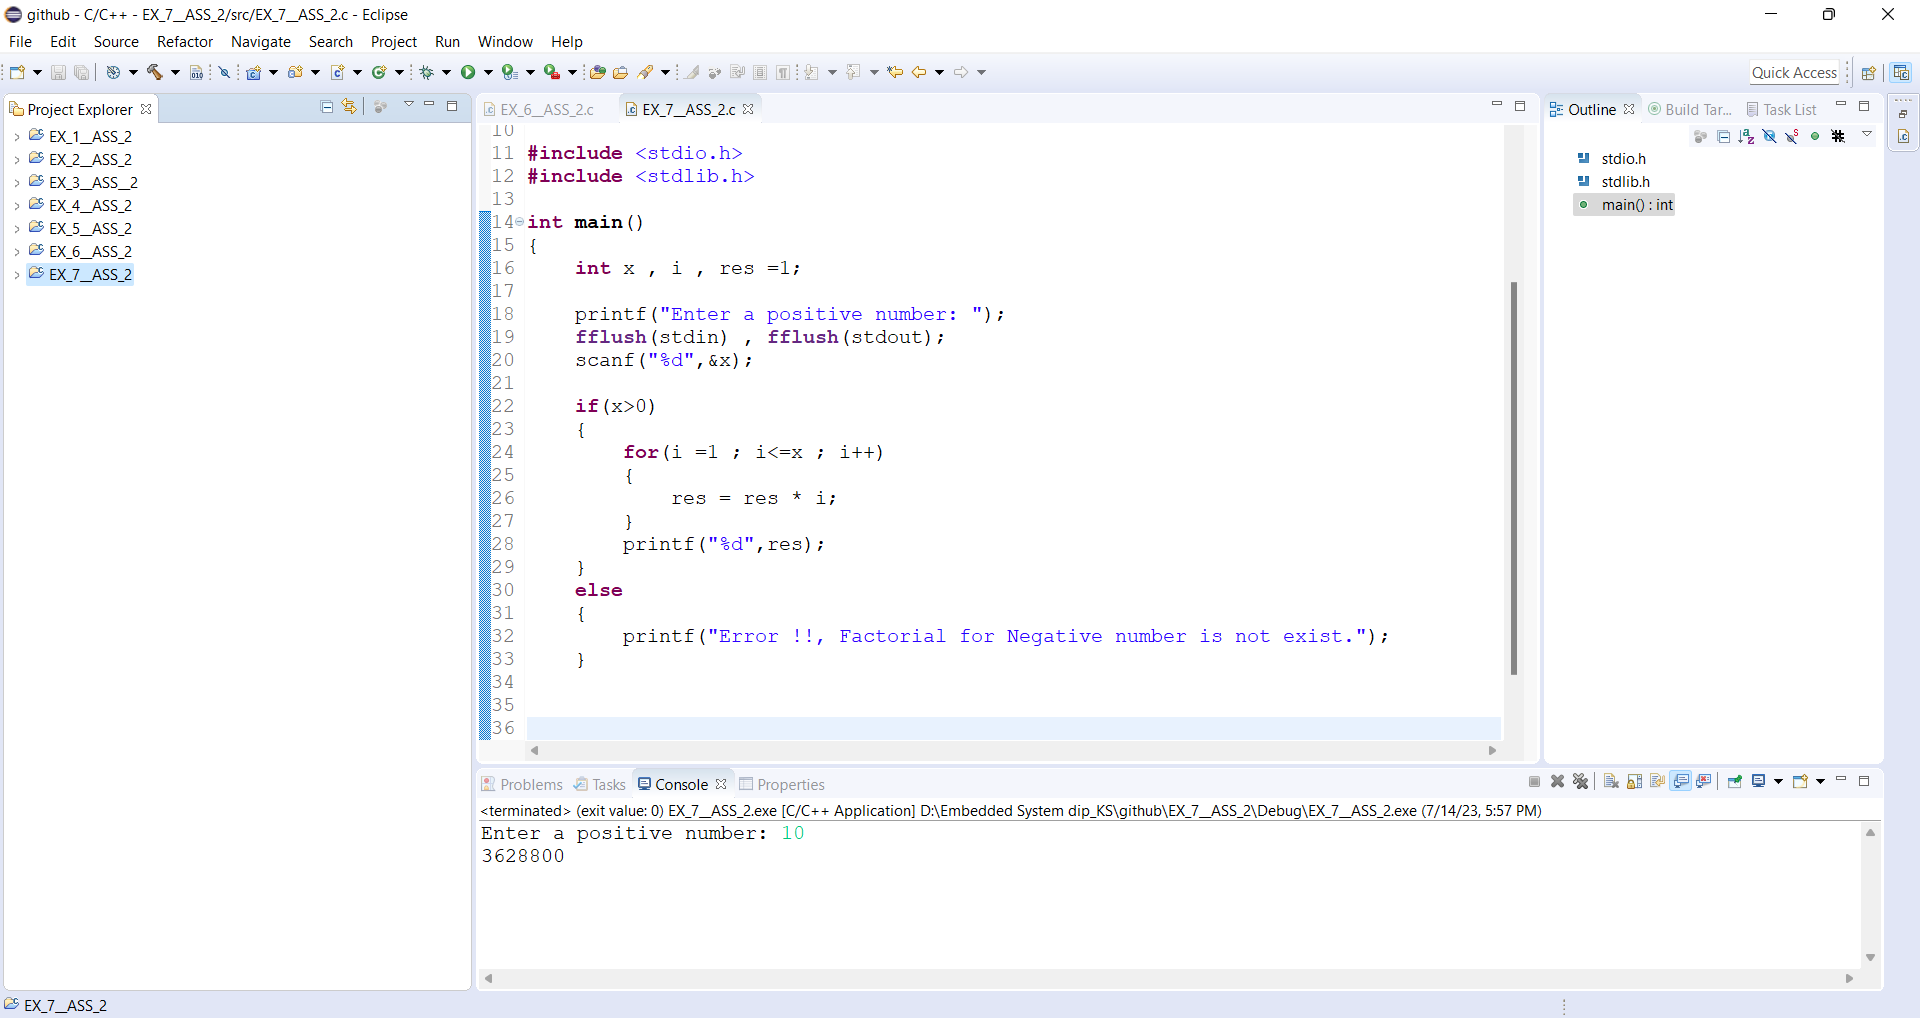 github - C/C++ - EX_7__ASS_2/src/EX_7__ASS_2.c - Eclipse
File Edit Source Refactor Navigate Search Project Run Window Help
Quick Access
Project Explorer
EX_1__ASS_2
EX_2__ASS_2
EX_3__ASS__2
EX_4__ASS_2
EX_5__ASS_2
EX_6__ASS_2
EX_7__ASS_2
EX_6__ASS_2.c EX_7__ASS_2.c
10
11 #include <stdio.h>
12 #include <stdlib.h>
13
14 int main()
15 {
16 int x , i , res =1;
17
18 printf("Enter a positive number: ");
19 fflush(stdin) , fflush(stdout);
20 scanf("%d",&x);
21
22 if(x>0)
23 {
24 for(i =1 ; i<=x ; i++)
25 {
26 res = res * i;
27 }
28 printf("%d",res);
29 }
30 else
31 {
32 printf("Error !!, Factorial for Negative number is not exist.");
33 }
34
35
36
Outline Build Tar... Task List
stdio.h
stdlib.h
main() : int
Problems Tasks Console Properties
<terminated> (exit value: 0) EX_7__ASS_2.exe [C/C++ Application] D:\Embedded System dip_KS\github\EX_7__ASS_2\Debug\EX_7__ASS_2.exe (7/14/23, 5:57 PM)
Enter a positive number: 10
3628800
EX_7__ASS_2